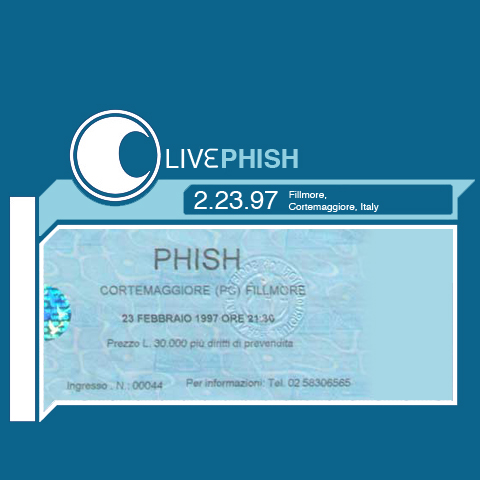 LIVEPHISH
2.23.97
Fillmore,
Cortemaggiore, Italy
PHISH
CORTEMAGGIORE (PC) FILLMORE
23 FEBBRAIO 1997 ORE 21:30
Prezzo L. 30.000 più diritti di prevendita
Ingresso . N.: 00044
Per informazioni: Tel. 02 58306565